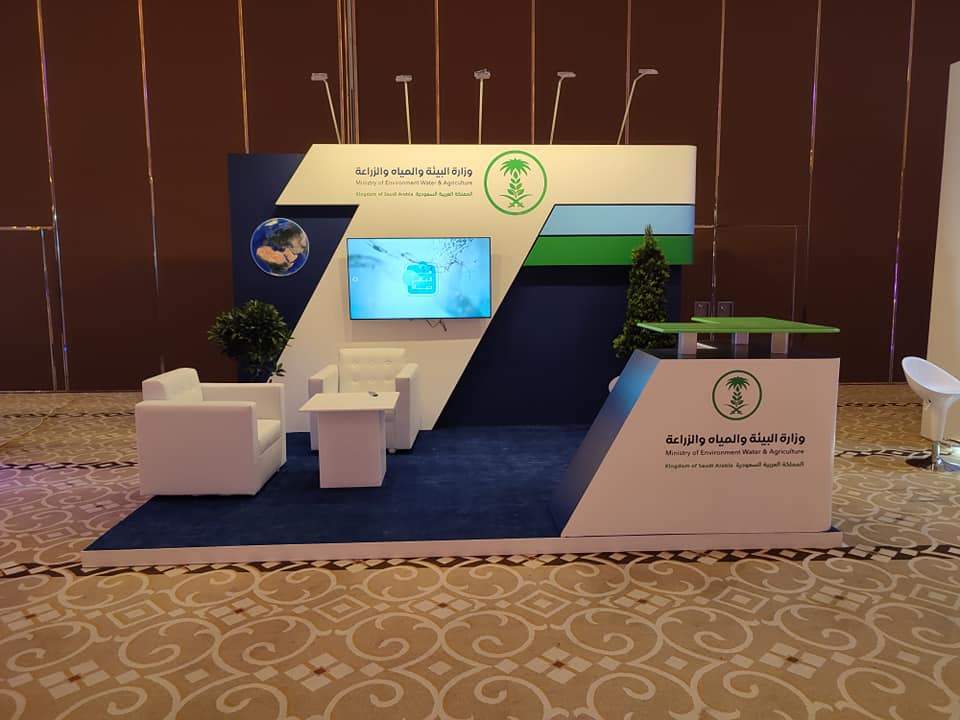 وزارة البيئة والمياه والزراعة
Ministry of Environment Water & Agriculture
Kingdom of Saudi Arabia المملكة العربية السعودية
وزارة البيئة والمياه والزراعة
Ministry of Environment Water & Agriculture
Kingdom of Saudi Arabia المملكة العربية السعودية